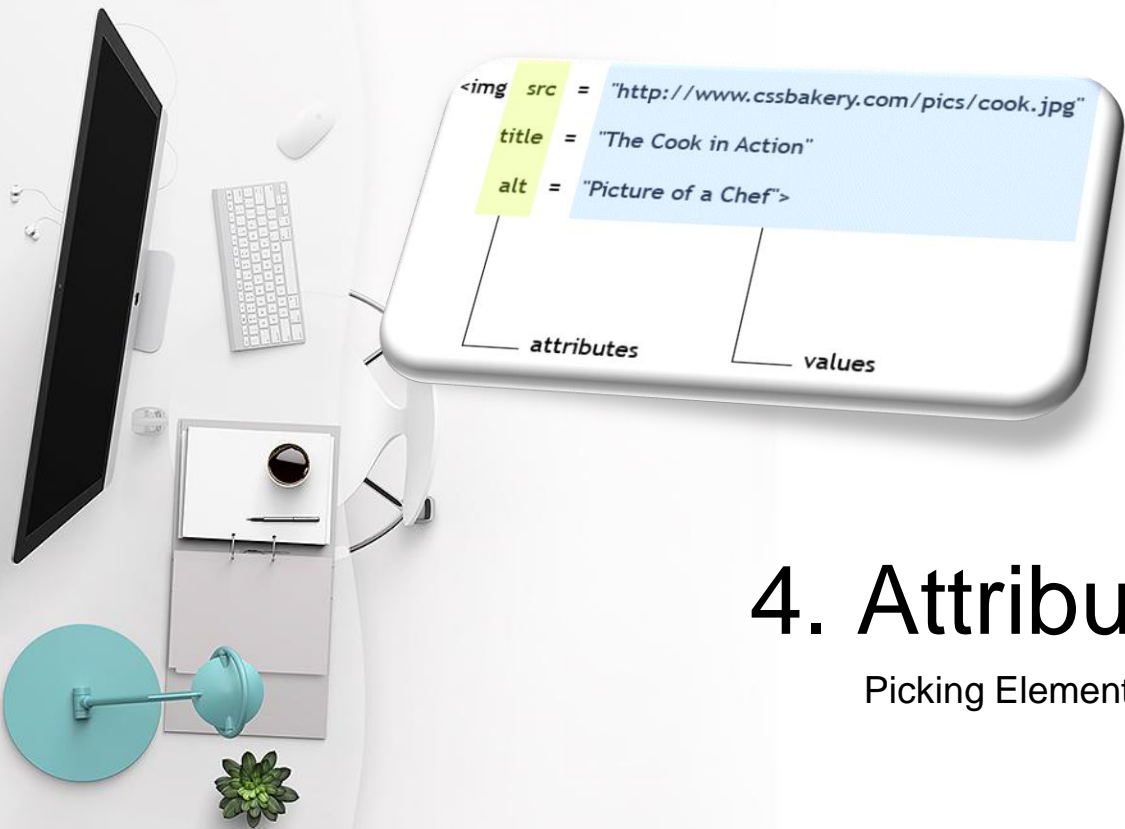 <img src = "http://www.cssbakery.com/pics/cook.jpg"
title = "The Cook in Action"
alt = "Picture of a Chef">
attributes
values
4. Attribu
Picking Element